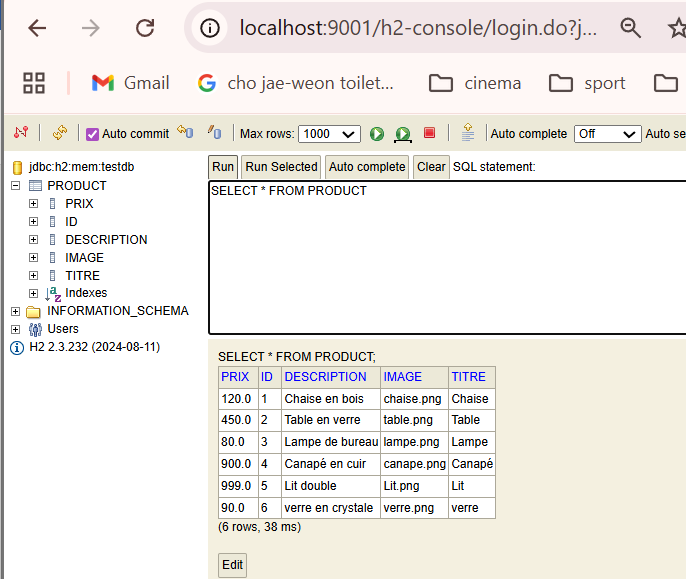 localhost:9001/h2-console/login.do?j...
Gmail cho jae-weon toilet... cinema sport
Auto commit Max rows: 1000 Auto complete Off Auto se
jdbc:h2:mem:testdb
PRODUCT
PRIX
ID
DESCRIPTION
IMAGE
TITRE
Indexes
INFORMATION_SCHEMA
Users
H2 2.3.232 (2024-08-11)
Run Run Selected Auto complete Clear SQL statement:
SELECT * FROM PRODUCT
SELECT * FROM PRODUCT;
PRIX ID DESCRIPTION IMAGE TITRE
120.0 1 Chaise en bois chaise.png Chaise
450.0 2 Table en verre table.png Table
80.0 3 Lampe de bureau lampe.png Lampe
900.0 4 Canapé en cuir canape.png Canapé
999.0 5 Lit double Lit.png Lit
90.0 6 verre en crystale verre.png verre
(6 rows, 38 ms)
Edit